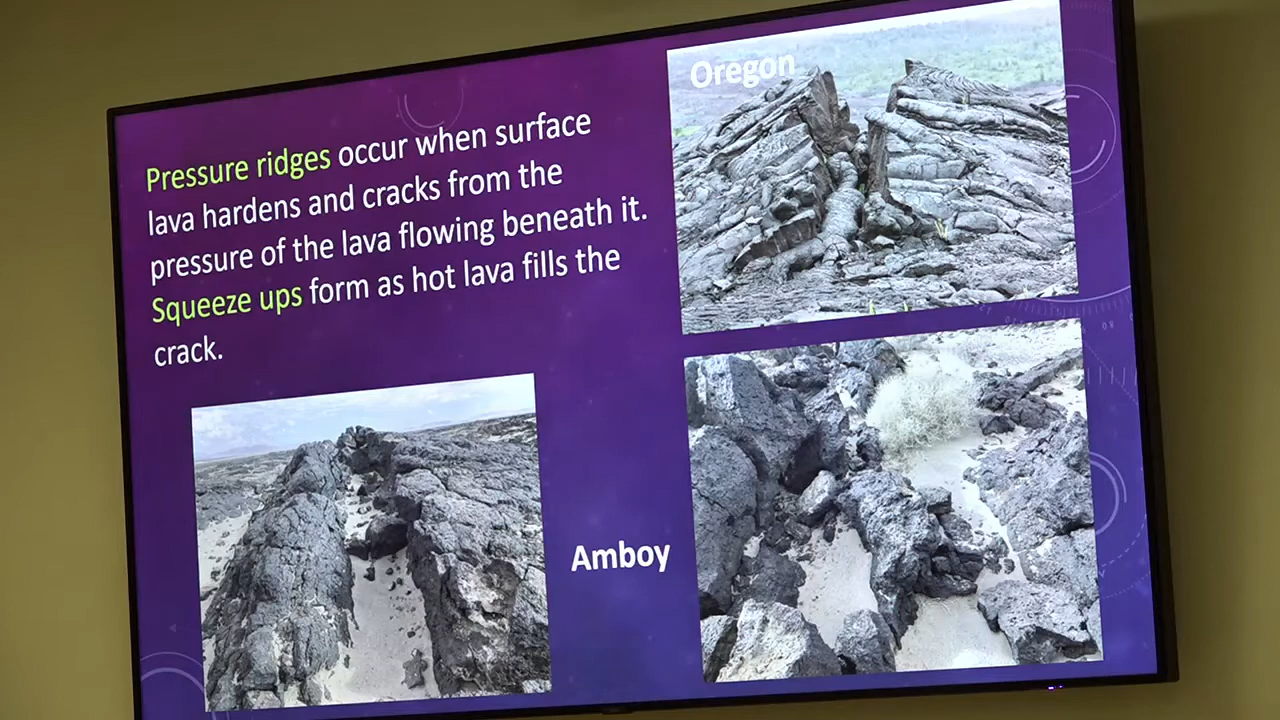 Pressure ridges occur when surface
lava hardens and cracks from the
pressure of the lava flowing beneath it.
Squeeze ups form as hot lava fills the
crack.
Oregon
Amboy